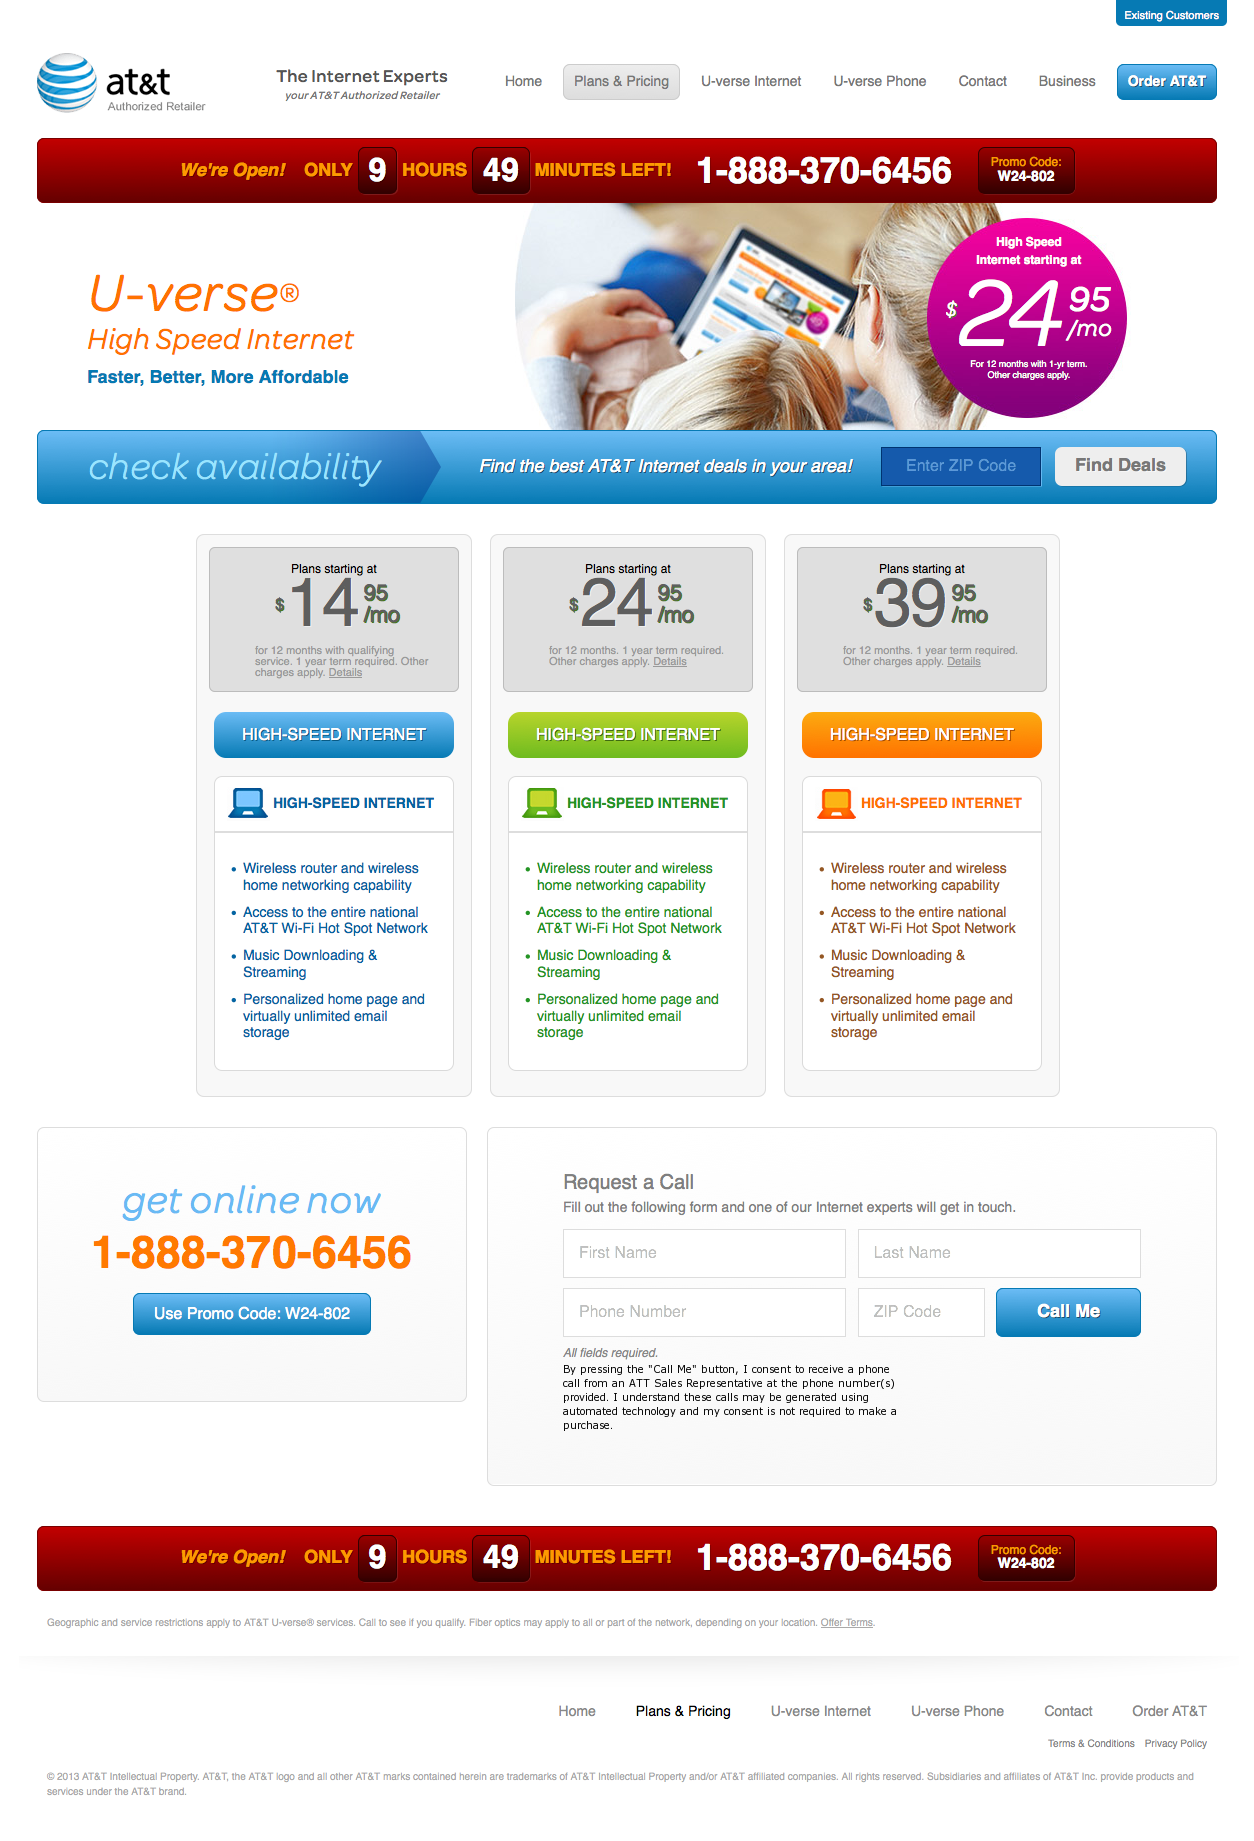 Existing Customers
at&t
Authorized Retailer
The Internet Experts
your AT&T Authorized Retailer
Home
Plans & Pricing
U-verse Internet
U-verse Phone
Contact
Business
Order AT&T
We're Open! ONLY 9 HOURS 49 MINUTES LEFT! 1-888-370-6456
Promo Code:
W24-802
U-verse®
High Speed Internet
Faster, Better, More Affordable
High Speed
Internet starting at
$24 95
/mo
For 12 months with 1-yr term.
Other charges apply.
check availability
Find the best AT&T Internet deals in your area!
Enter ZIP Code
Find Deals
Plans starting at
$14 95
/mo
for 12 months with qualifying
service. 1 year term required. Other
charges apply. Details
HIGH-SPEED INTERNET
HIGH-SPEED INTERNET
• Wireless router and wireless
home networking capability
• Access to the entire national
AT&T Wi-Fi Hot Spot Network
• Music Downloading &
Streaming
• Personalized home page and
virtually unlimited email
storage
Plans starting at
$24 95
/mo
for 12 months. 1 year term required.
Other charges apply. Details
HIGH-SPEED INTERNET
HIGH-SPEED INTERNET
• Wireless router and wireless
home networking capability
• Access to the entire national
AT&T Wi-Fi Hot Spot Network
• Music Downloading &
Streaming
• Personalized home page and
virtually unlimited email
storage
Plans starting at
$39 95
/mo
for 12 months. 1 year term required.
Other charges apply. Details
HIGH-SPEED INTERNET
HIGH-SPEED INTERNET
• Wireless router and wireless
home networking capability
• Access to the entire national
AT&T Wi-Fi Hot Spot Network
• Music Downloading &
Streaming
• Personalized home page and
virtually unlimited email
storage
get online now
1-888-370-6456
Use Promo Code: W24-802
Request a Call
Fill out the following form and one of our Internet experts will get in touch.
First Name
Last Name
Phone Number
ZIP Code
Call Me
All fields required.
By pressing the "Call Me" button, I consent to receive a phone
call from an ATT Sales Representative at the phone number(s)
provided. I understand these calls may be generated using
automated technology and my consent is not required to make a
purchase.
We're Open! ONLY 9 HOURS 49 MINUTES LEFT! 1-888-370-6456
Promo Code:
W24-802
Geographic and service restrictions apply to AT&T U-verse® services. Call to see if you qualify. Fiber optics may apply to all or part of the network, depending on your location. Offer Terms.
Home
Plans & Pricing
U-verse Internet
U-verse Phone
Contact
Order AT&T
Terms & Conditions
Privacy Policy
© 2013 AT&T Intellectual Property. AT&T, the AT&T logo and all other AT&T marks contained herein are trademarks of AT&T Intellectual Property and/or AT&T affiliated companies. All rights reserved. Subsidiaries and affiliates of AT&T Inc. provide products and
services under the AT&T brand.